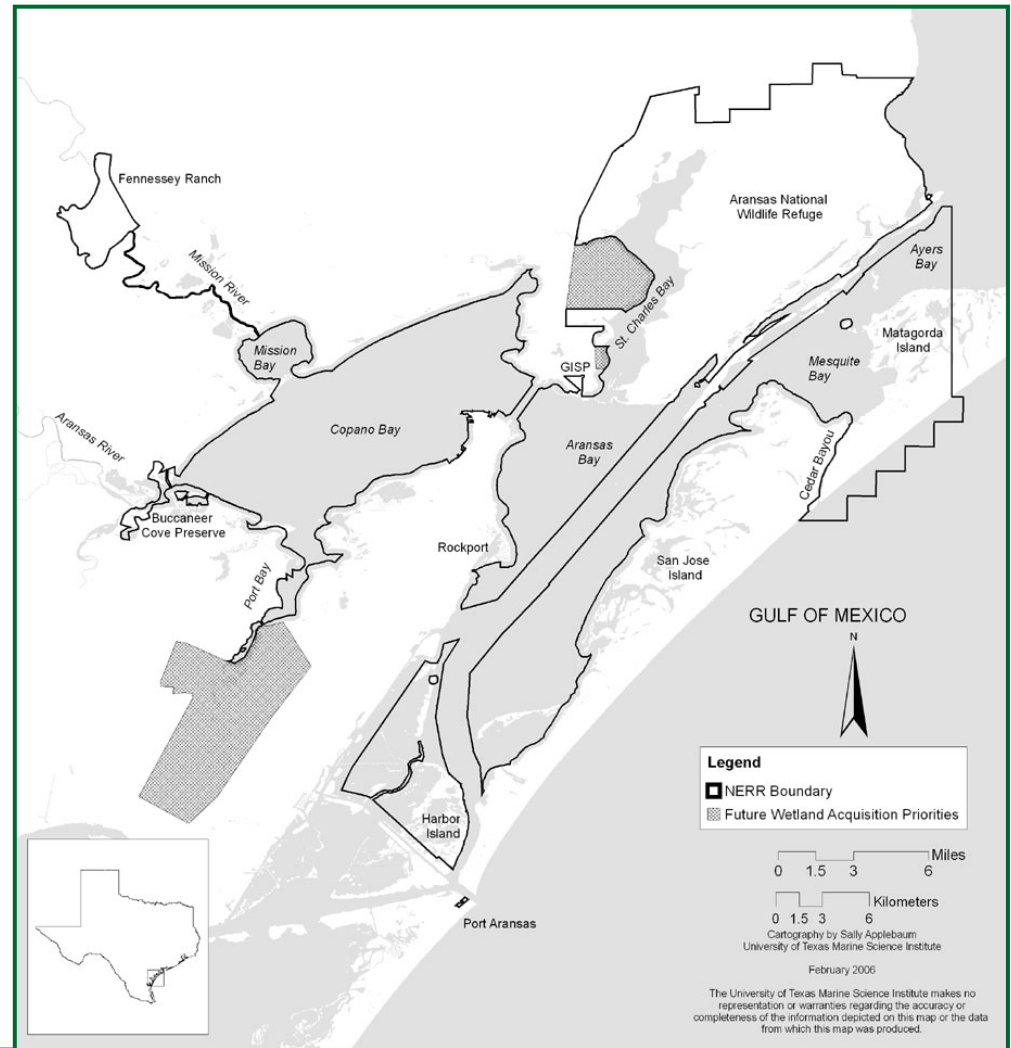 Fennessey Ranch
Mission River
Mission
Bay
Aransas River
Buccaneer
Cove Preserve
Port Bay
Copano Bay
Rockport
GISP
St. Charles Bay
Aransas National
Wildlife Refuge
Ayers
Bay
Matagorda
Island
Mesquite
Bay
Aransas
Bay
Cedar Bayou
San Jose
Island
GULF OF MEXICO
N
Harbor
Island
Port Aransas
Legend
NERR Boundary
Future Wetland Acquisition Priorities
Miles
0 1.5 3 6
Kilometers
0 1.5 3 6
Cartography by Sally Applebaum
University of Texas Marine Science Institute
February 2006
The University of Texas Marine Science Institute makes no
representation or warranties regarding the accuracy or
completeness of the information depicted on this map or the data
from which this map was produced.